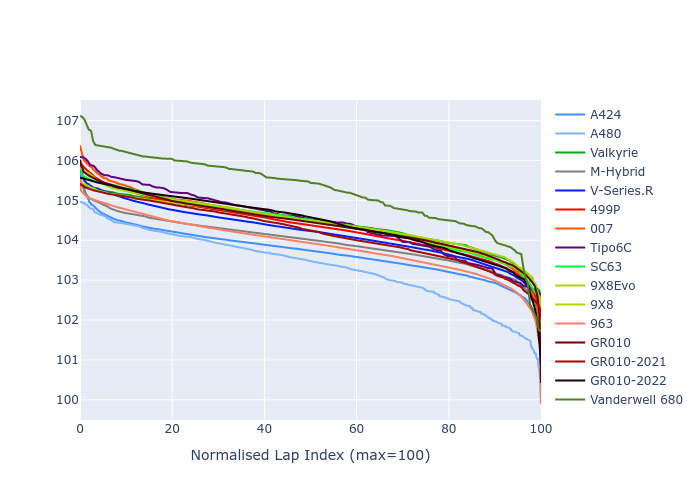 107
106
105
104
103
102
101
100
0
20
40
60
80
100
Normalised Lap Index (max=100)
A424
A480
Valkyrie
M-Hybrid
V-Series.R
499P
007
Tipo6C
SC63
9X8Evo
9X8
963
GR010
GR010-2021
GR010-2022
Vanderwell 680